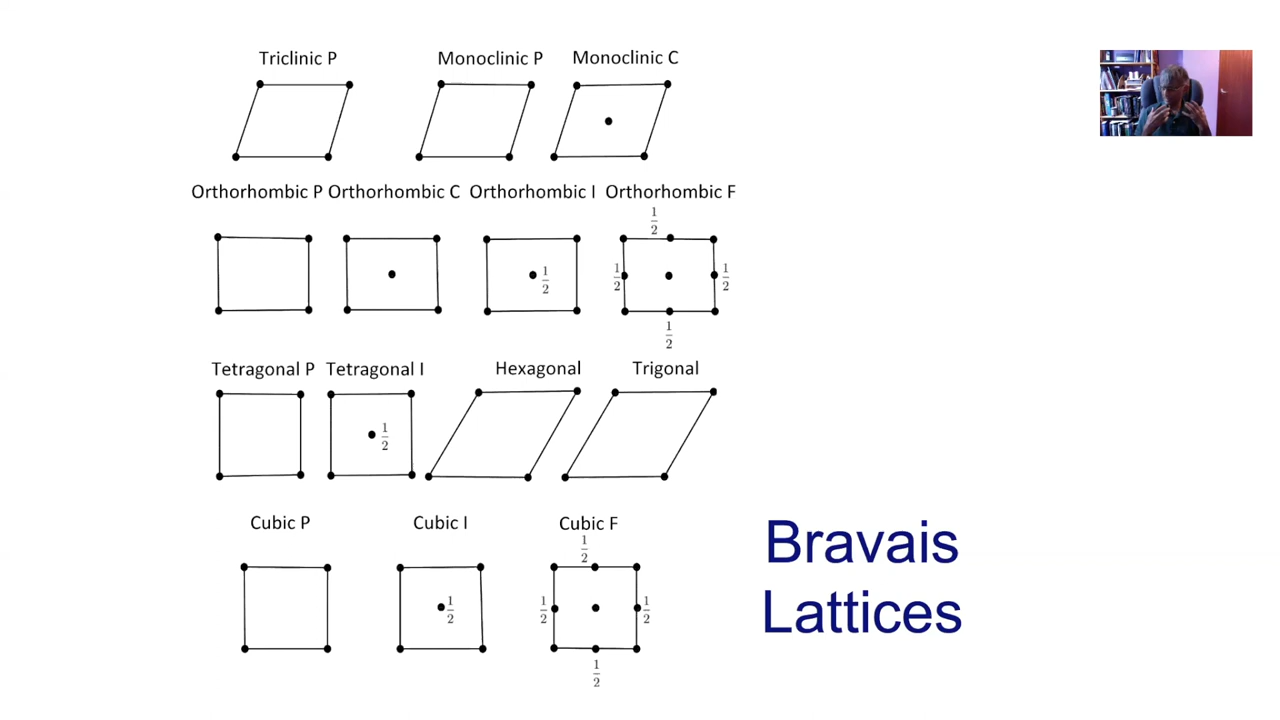 Triclinic P Monoclinic P Monoclinic C
Orthorhombic P Orthorhombic C Orthorhombic I Orthorhombic F
1/2
1/2 1/2 1/2
1/2
Tetragonal P Tetragonal I Hexagonal Trigonal
1/2
Cubic P Cubic I Cubic F
1/2
1/2 1/2 1/2
1/2
Bravais
Lattices